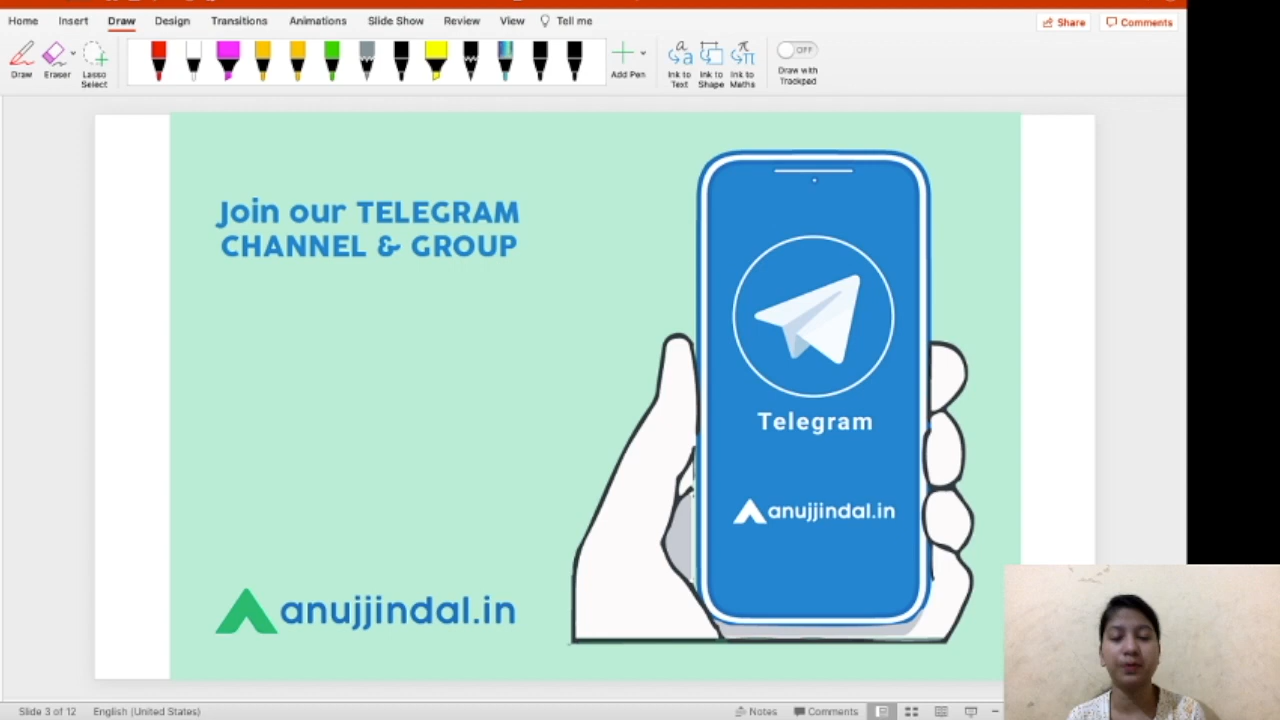 Home Insert Draw Design Transitions Animations Slide Show Review View Tell me
Share Comments
Draw Eraser Lasso Select
Add Pen
Ink to Text
Ink to Shape
Ink to Maths
OFF
Draw with Trackpad
Join our TELEGRAM
CHANNEL & GROUP
Telegram
anujjindal.in
anujjindal.in
Slide 3 of 12 English (United States)
Notes Comments